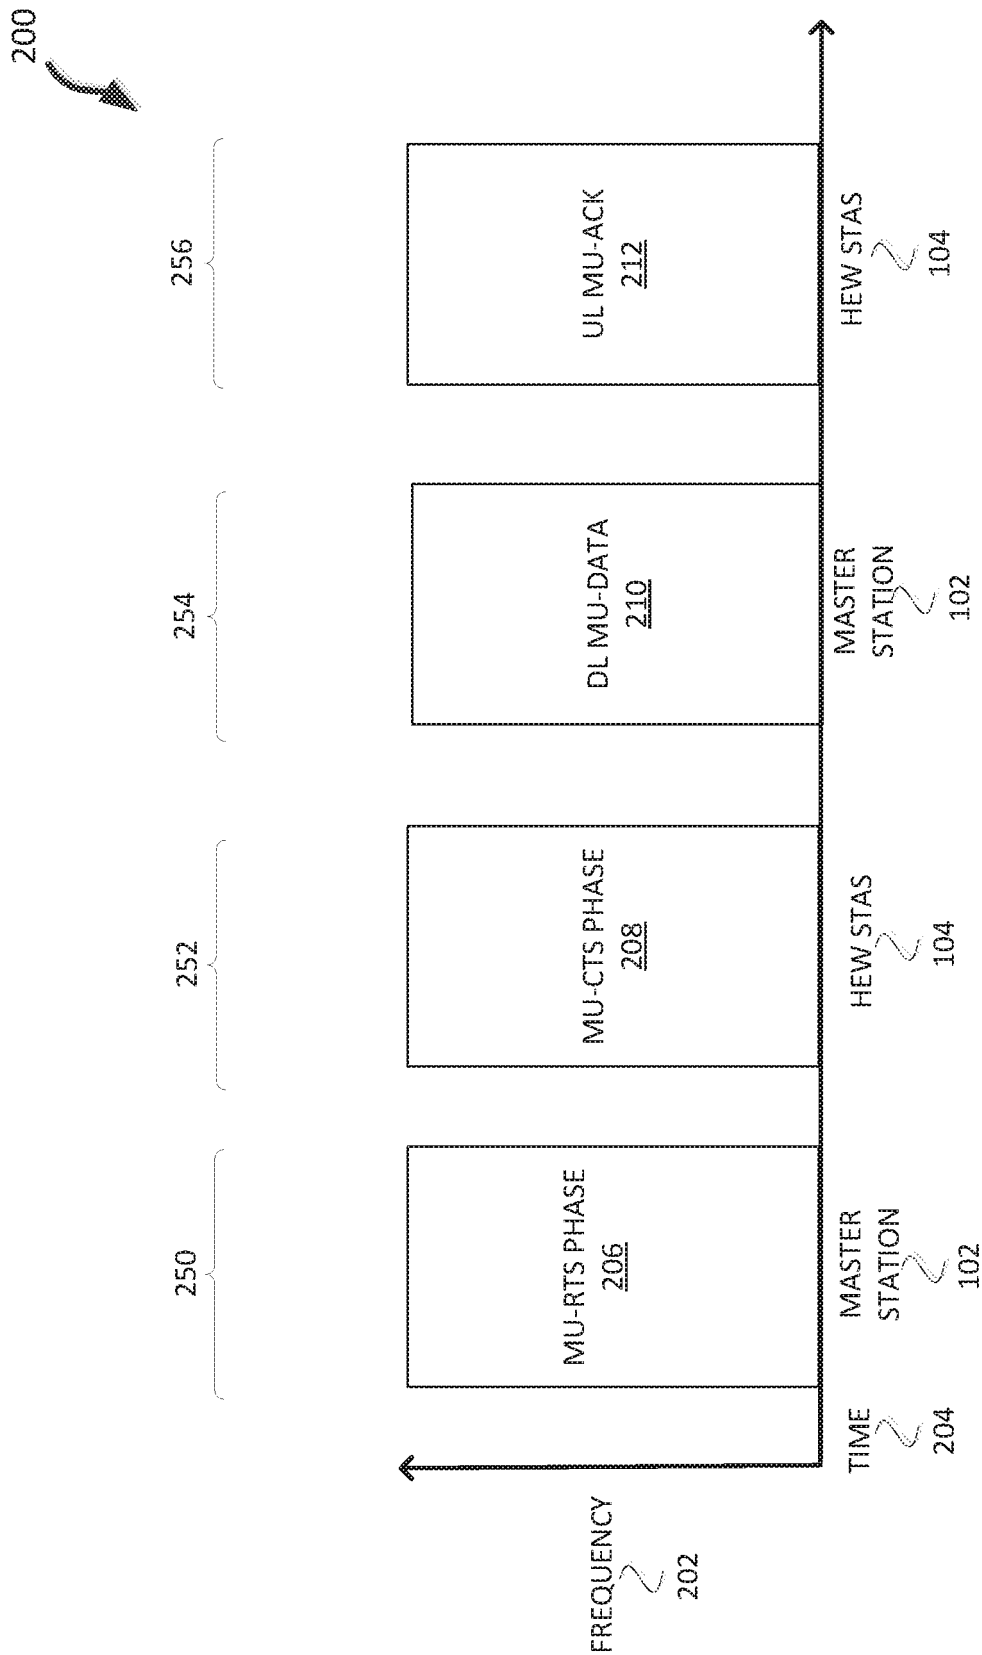 200
250
252
254
256
FREQUENCY
202
MU-RTS PHASE
206
MU-CTS PHASE
208
DL MU-DATA
210
UL MU-ACK
212
TIME
204
MASTER
STATION
102
HEW STAS
104
MASTER
STATION
102
HEW STAS
104